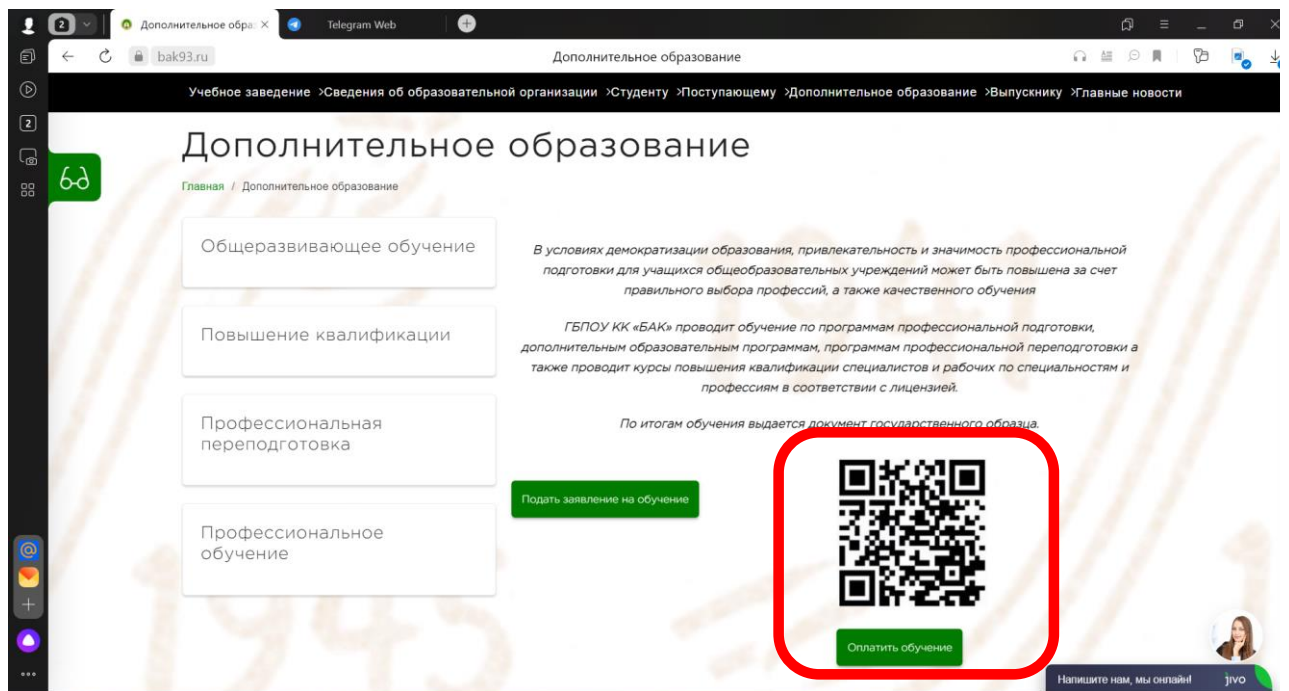 2
Дополнительное обра:
Telegram Web
bak93.ru
Дополнительное образование
2
Учебное заведение >Сведения об образовательной организации >Студенту >Поступающему >Дополнительное образование >Выпускнику >Главные новости
Дополнительное образование
Главная / Дополнительное образование
Общеразвивающее обучение
Повышение квалификации
Профессиональная
переподготовка
Профессиональное
обучение
В условиях демократизации образования, привлекательность и значимость профессиональной
подготовки для учащихся общеобразовательных учреждений может быть повышена за счет
правильного выбора профессий, а также качественного обучения
ГБПОУ КК «БАК» проводит обучение по программам профессиональной подготовки,
дополнительным образовательным программам, программам профессиональной переподготовки а
также проводит курсы повышения квалификации специалистов и рабочих по специальностям и
профессиям в соответствии с лицензией.
По итогам обучения выдается документ государственного образца.
Подать заявление на обучение
Оплатить обучение
Напишите нам, мы онлайн!
jivo
1941
1945